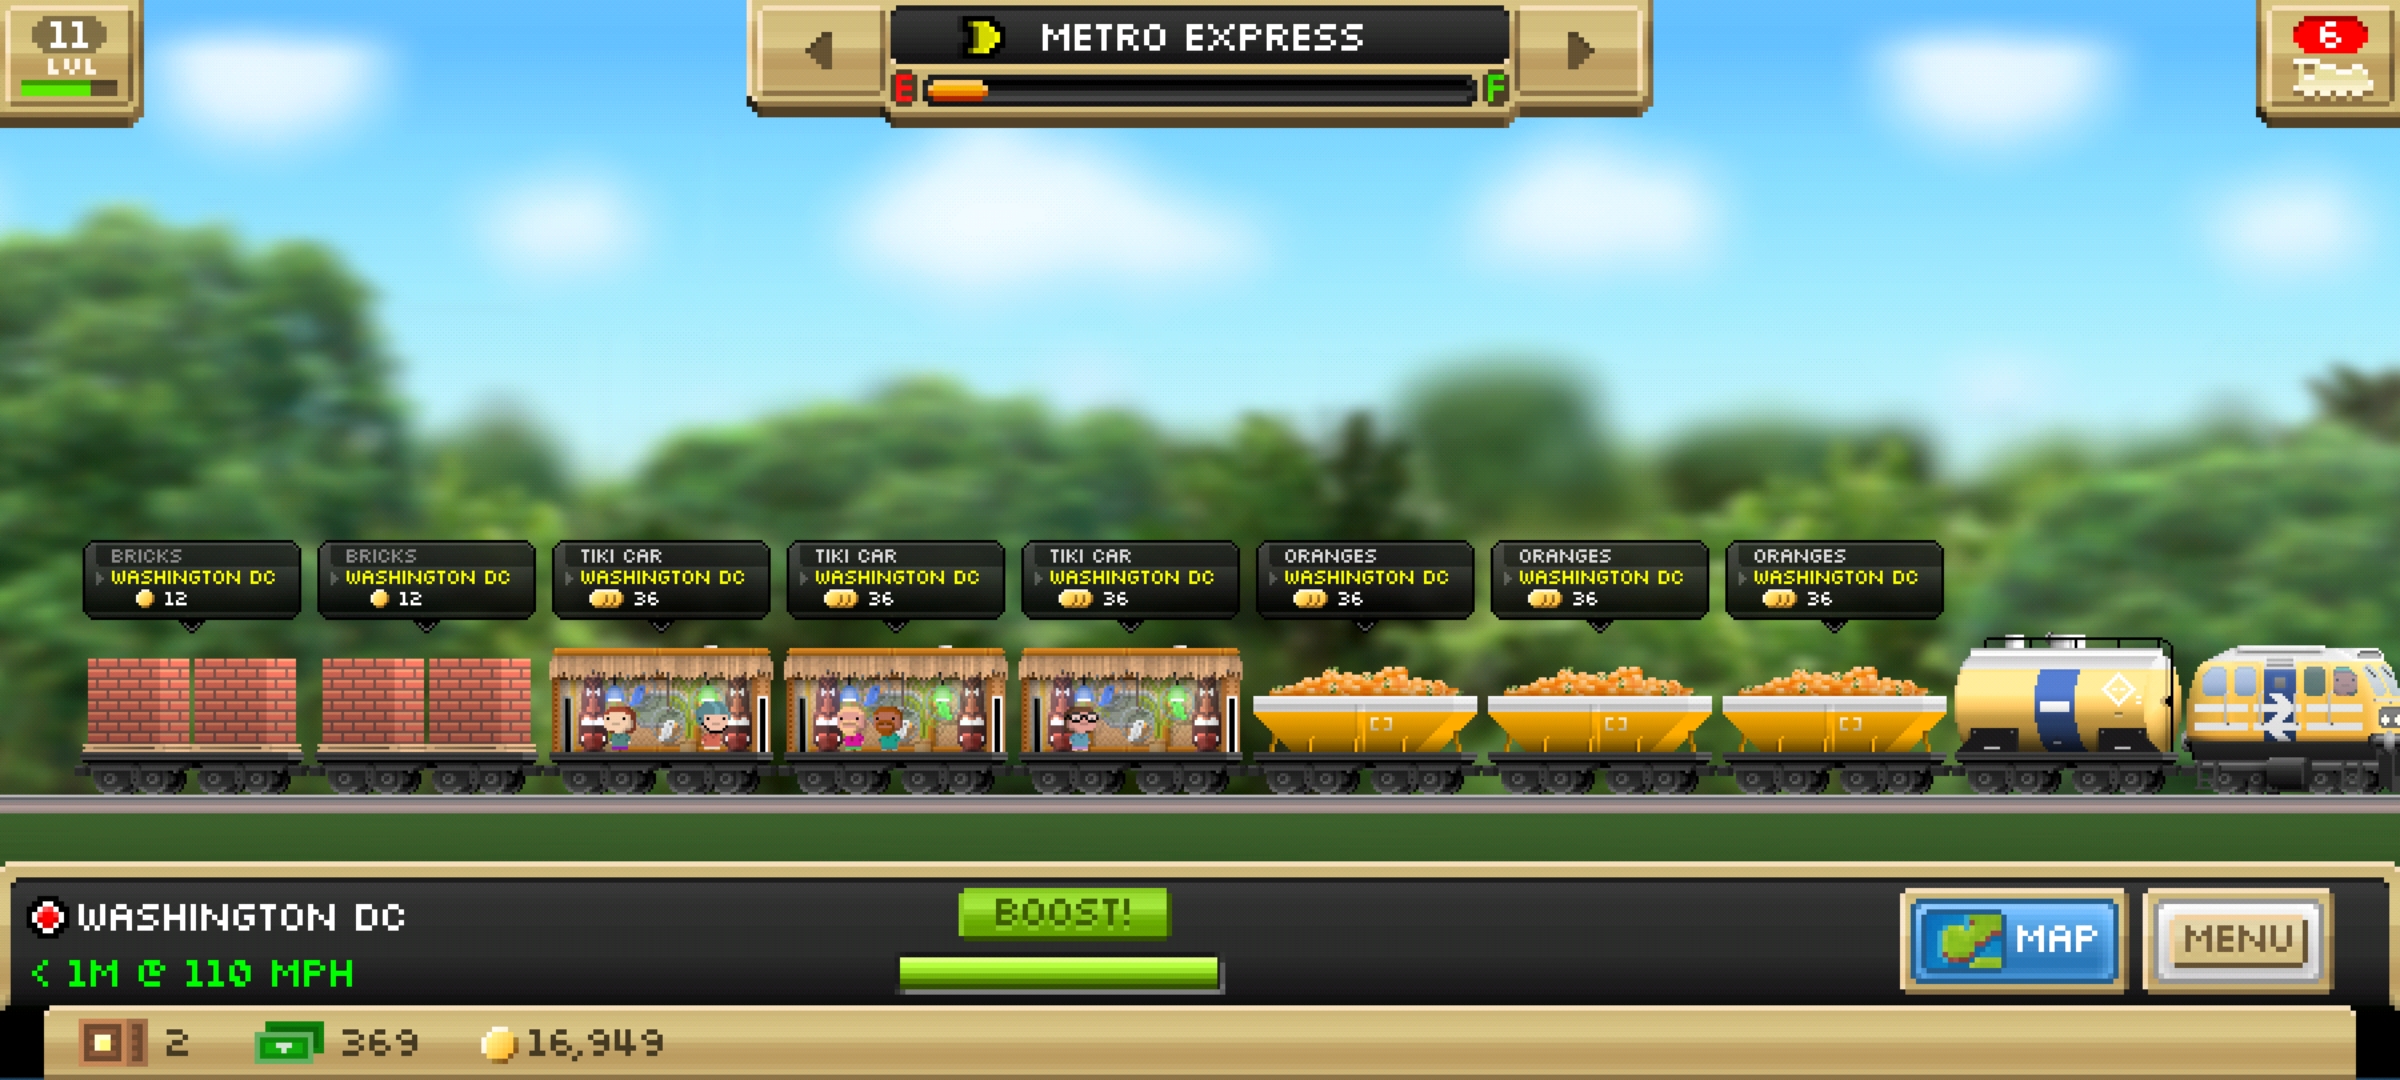 11
LVL
METRO EXPRESS
E F
6
BRICKS
WASHINGTON DC
12
BRICKS
WASHINGTON DC
12
TIKI CAR
WASHINGTON DC
36
TIKI CAR
WASHINGTON DC
36
TIKI CAR
WASHINGTON DC
36
ORANGES
WASHINGTON DC
36
ORANGES
WASHINGTON DC
36
ORANGES
WASHINGTON DC
36
WASHINGTON DC
< 1M @ 110 MPH
BOOST!
MAP
MENU
2
369
16,949